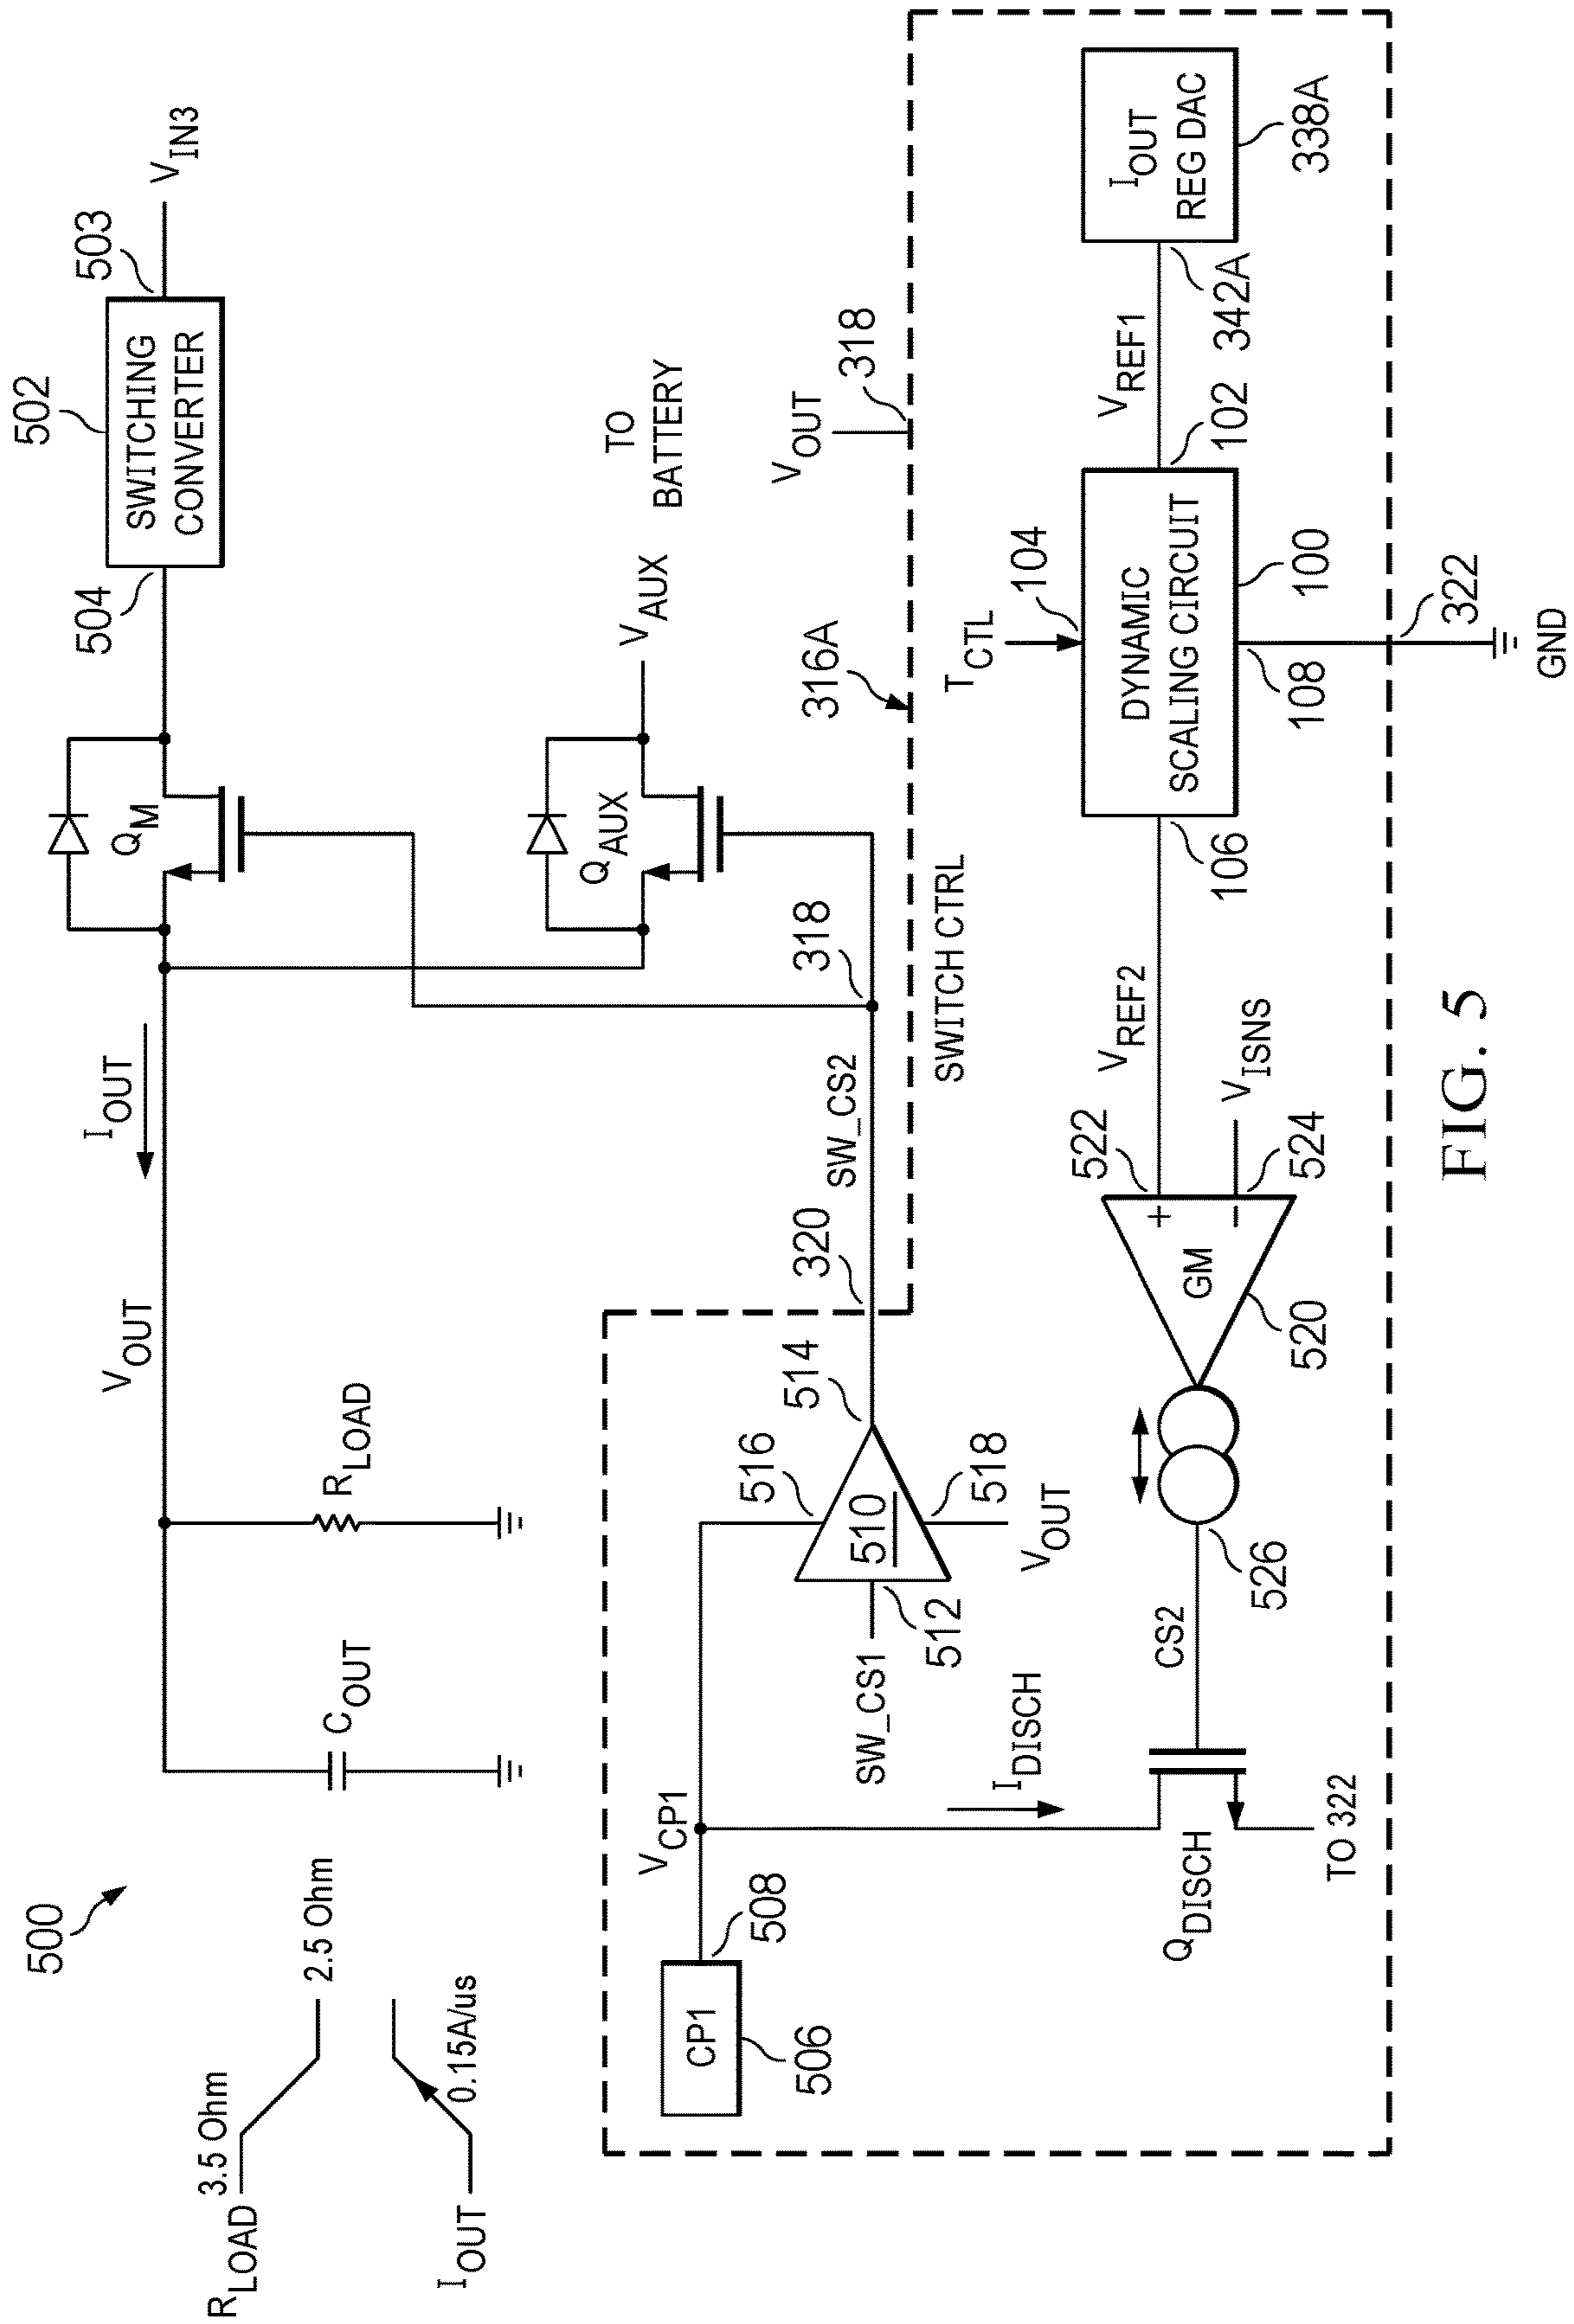 500
R_LOAD
3.5 Ohm
2.5 Ohm
I_OUT
0.15A/us
C_OUT
R_LOAD
V_OUT
I_OUT
Q_M
504
502
SWITCHING
CONVERTER
503
V_IN3
Q_AUX
V_AUX
TO
BATTERY
318
SW_CS2
320
V_OUT
318
316A
SWITCH CTRL
CP1
506
508
V_CP1
516
510
514
512
SW_CS1
518
V_OUT
I_DISCH
Q_DISCH
TO 322
CS2
526
GM
520
+
522
−
524
V_ISNS
V_REF2
106
T_CTL
104
DYNAMIC
SCALING CIRCUIT
100
108
322
GND
102
V_REF1
342A
I_OUT
REG DAC
338A
FIG. 5